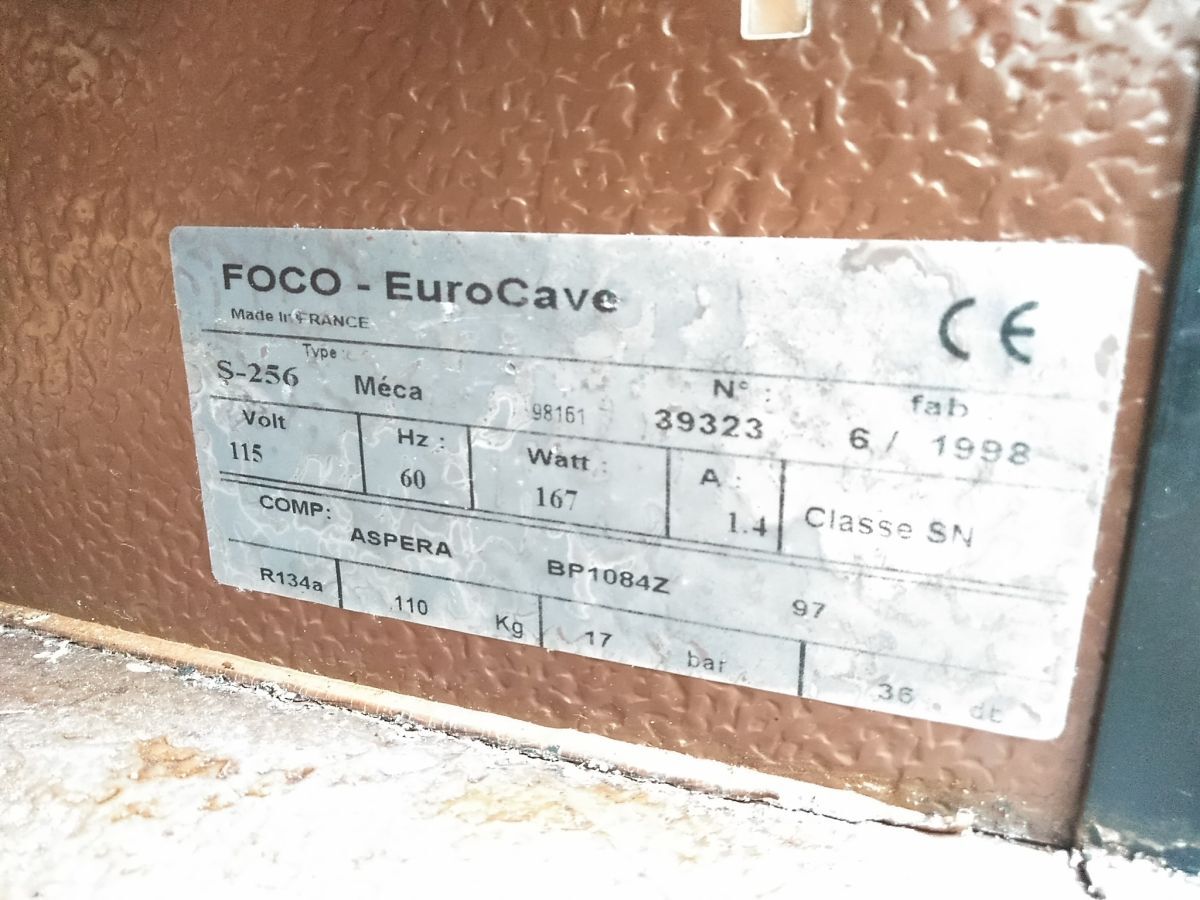 FOCO - EuroCave
Made In FRANCE
CE
Type :
N° :
fab
S-256 Méca 98161 39323 6 / 1998
Volt Hz : Watt : A :
115 60 167 1.4 Classe SN
COMP: ASPERA BP1084Z 97
R134a 110 Kg 17 bar 36 dt